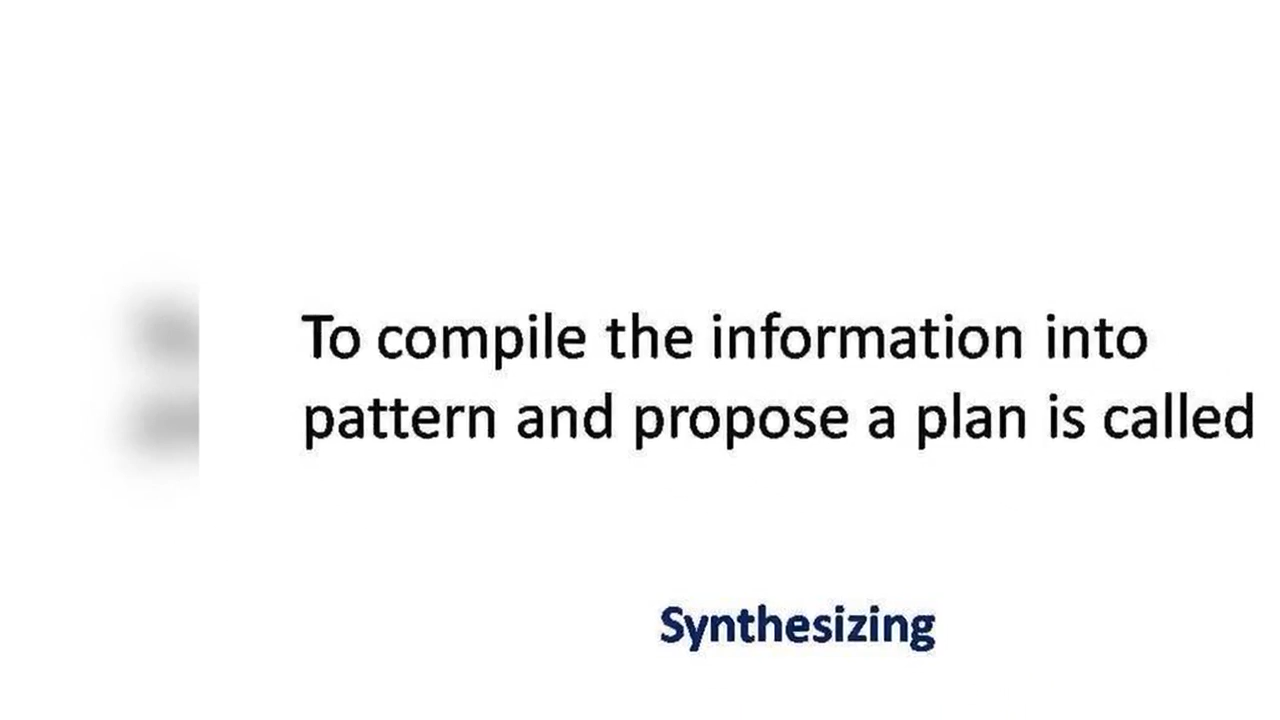 To compile the information into
pattern and propose a plan is called
Synthesizing